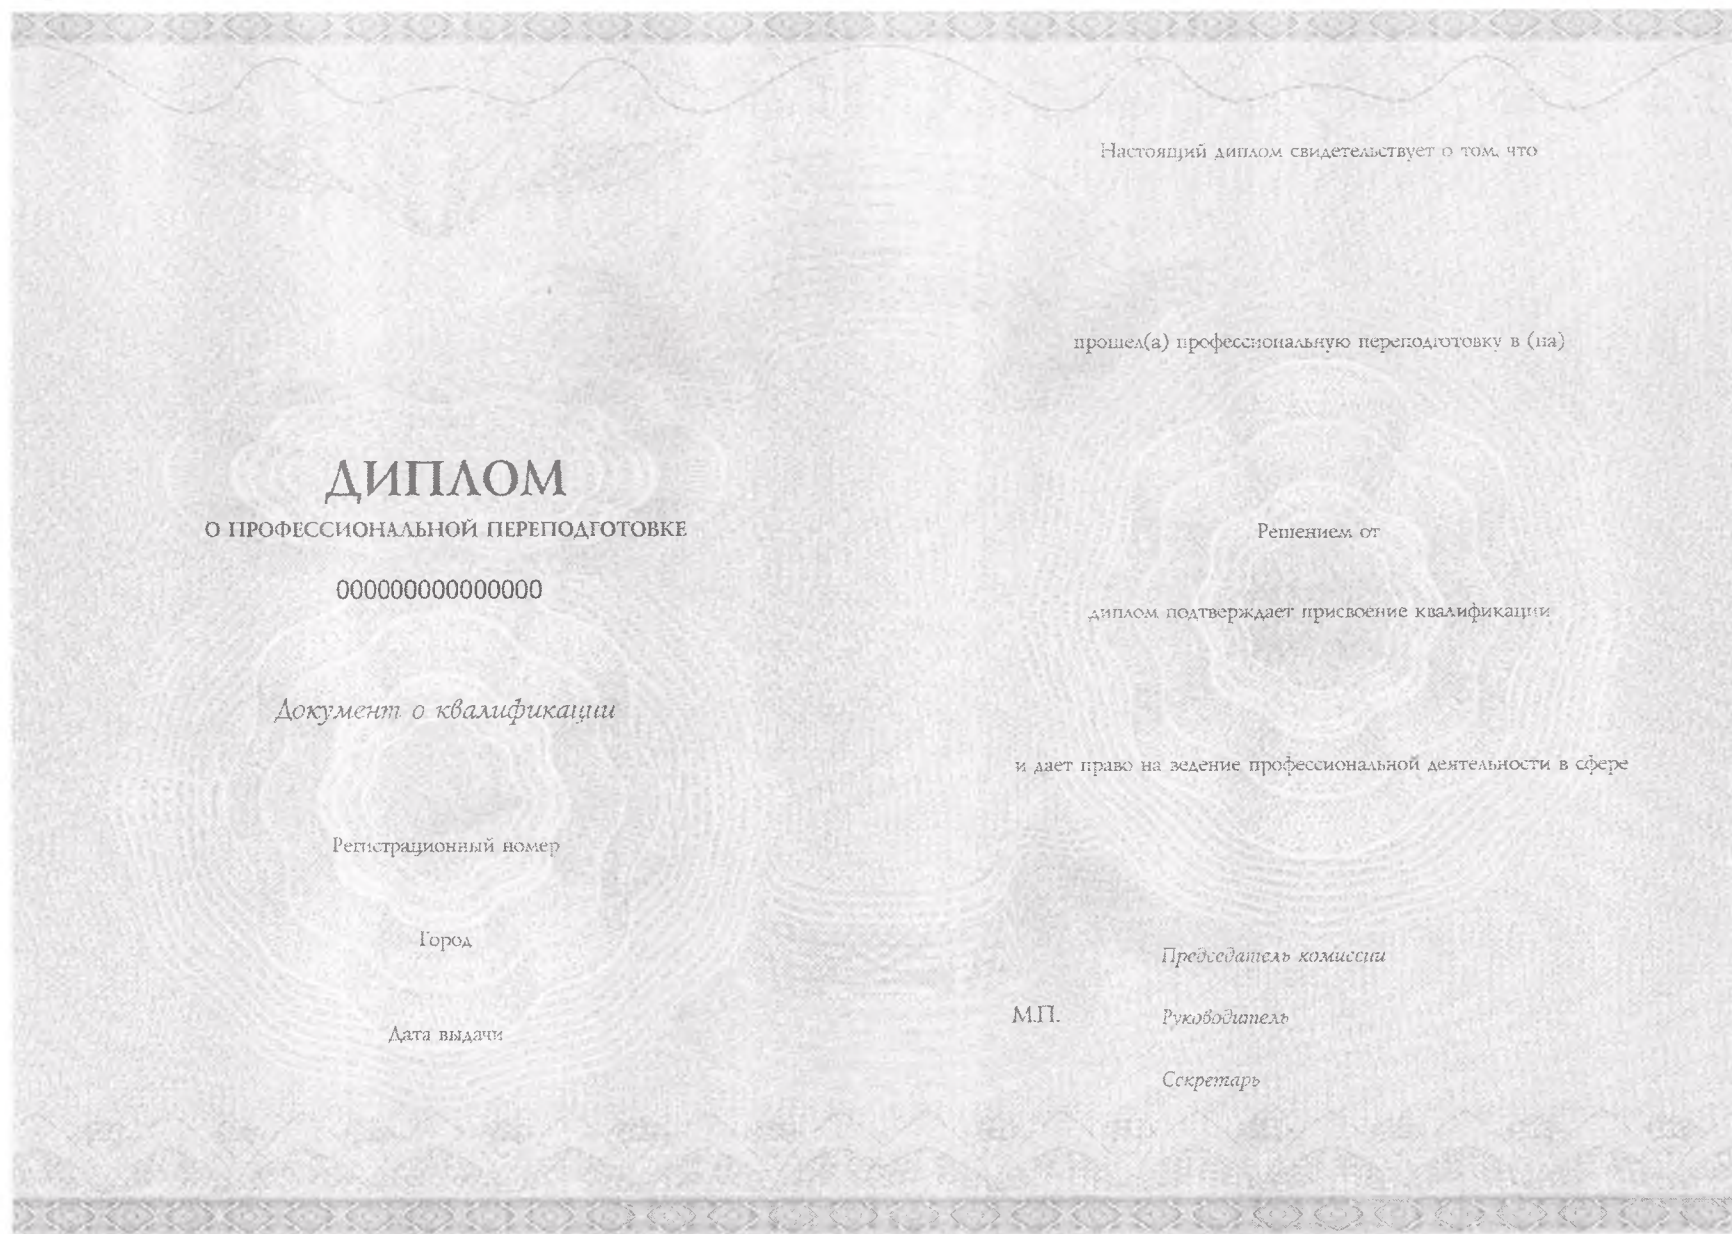 ДИПЛОМ
О ПРОФЕССИОНАЛЬНОЙ ПЕРЕПОДГОТОВКЕ
000000000000000
Документ о квалификации
Регистрационный номер
Город
Дата выдачи
Настоящий диплом свидетельствует о том, что
прошел(а) профессиональную переподготовку в (на)
Решением от
диплом подтверждает присвоение квалификации
и дает право на ведение профессиональной деятельности в сфере
Председатель комиссии
М.П.
Руководитель
Секретарь